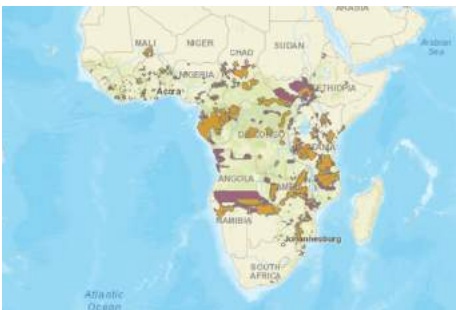 ARABIA
MALI
NIGER
CHAD
SUDAN
Arabian
Sea
NIGERIA
ETHIOPIA
Accra
ANGOLA
NAMIBIA
Johannesburg
SOUTH
AFRICA
Atlantic
Ocean